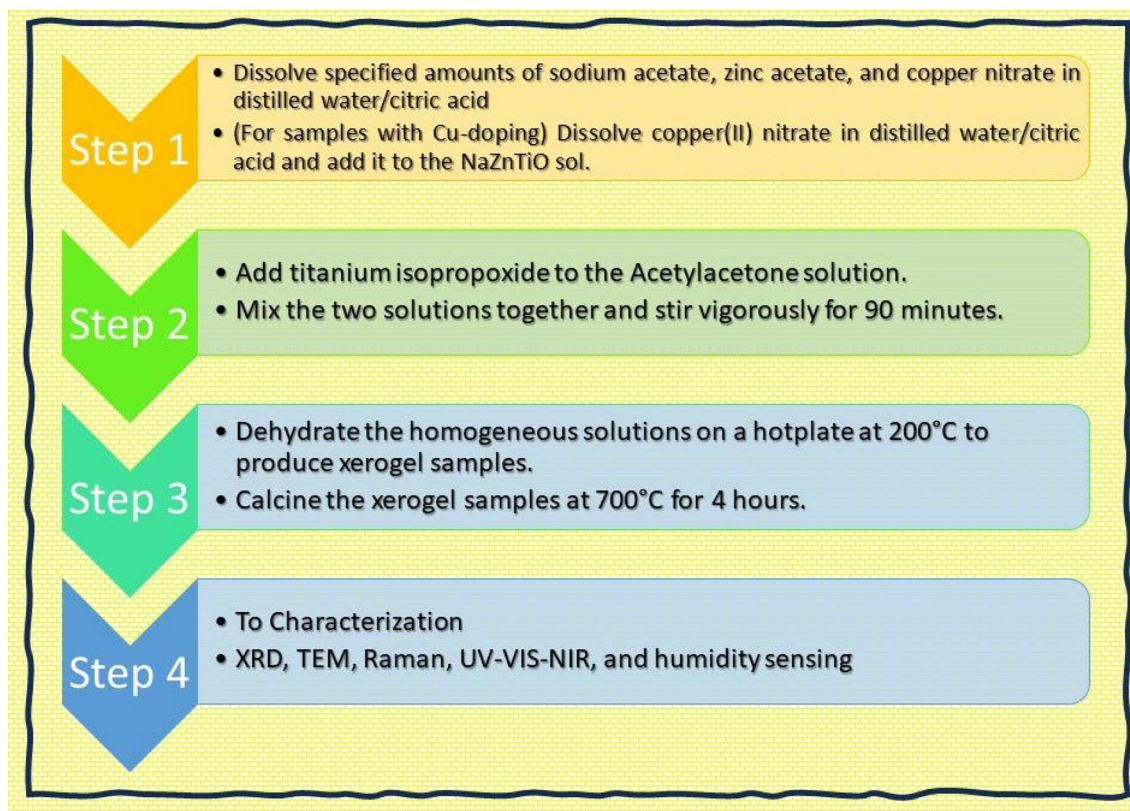 Step 1
• Dissolve specified amounts of sodium acetate, zinc acetate, and copper nitrate in
distilled water/citric acid
• (For samples with Cu-doping) Dissolve copper(II) nitrate in distilled water/citric
acid and add it to the NaZnTiO sol.
Step 2
• Add titanium isopropoxide to the Acetylacetone solution.
• Mix the two solutions together and stir vigorously for 90 minutes.
Step 3
• Dehydrate the homogeneous solutions on a hotplate at 200°C to
produce xerogel samples.
• Calcine the xerogel samples at 700°C for 4 hours.
Step 4
• To Characterization
• XRD, TEM, Raman, UV-VIS-NIR, and humidity sensing